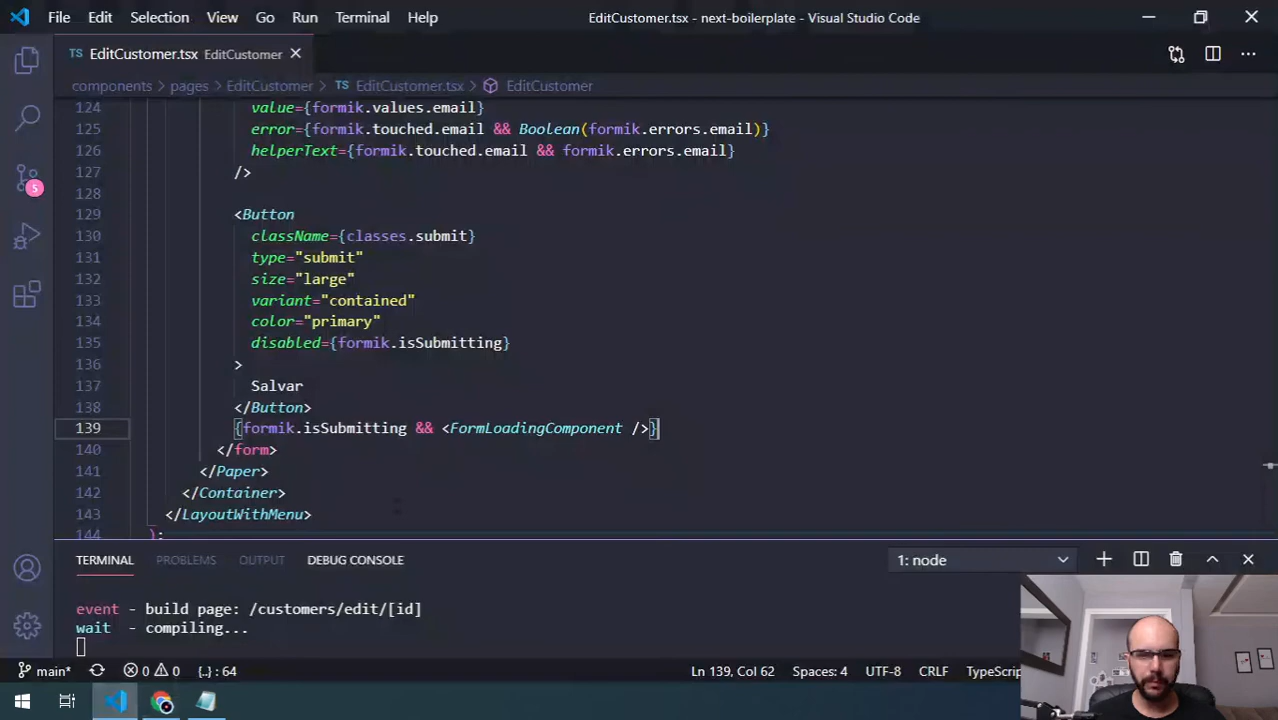 File Edit Selection View Go Run Terminal Help EditCustomer.tsx - next-boilerplate - Visual Studio Code
TS EditCustomer.tsx EditCustomer
components > pages > EditCustomer > TS EditCustomer.tsx > EditCustomer
124 value={formik.values.email}
125 error={formik.touched.email && Boolean(formik.errors.email)}
126 helperText={formik.touched.email && formik.errors.email}
127 />
128
129 <Button
130 className={classes.submit}
131 type="submit"
132 size="large"
133 variant="contained"
134 color="primary"
135 disabled={formik.isSubmitting}
136 >
137 Salvar
138 </Button>
139 {formik.isSubmitting && <FormLoadingComponent />}
140 </form>
141 </Paper>
142 </Container>
143 </LayoutWithMenu>
144 );
5
TERMINAL PROBLEMS OUTPUT DEBUG CONSOLE 1: node
event - build page: /customers/edit/[id]
wait - compiling...
main* 0 0 {..} : 64 Ln 139, Col 62 Spaces: 4 UTF-8 CRLF TypeScri